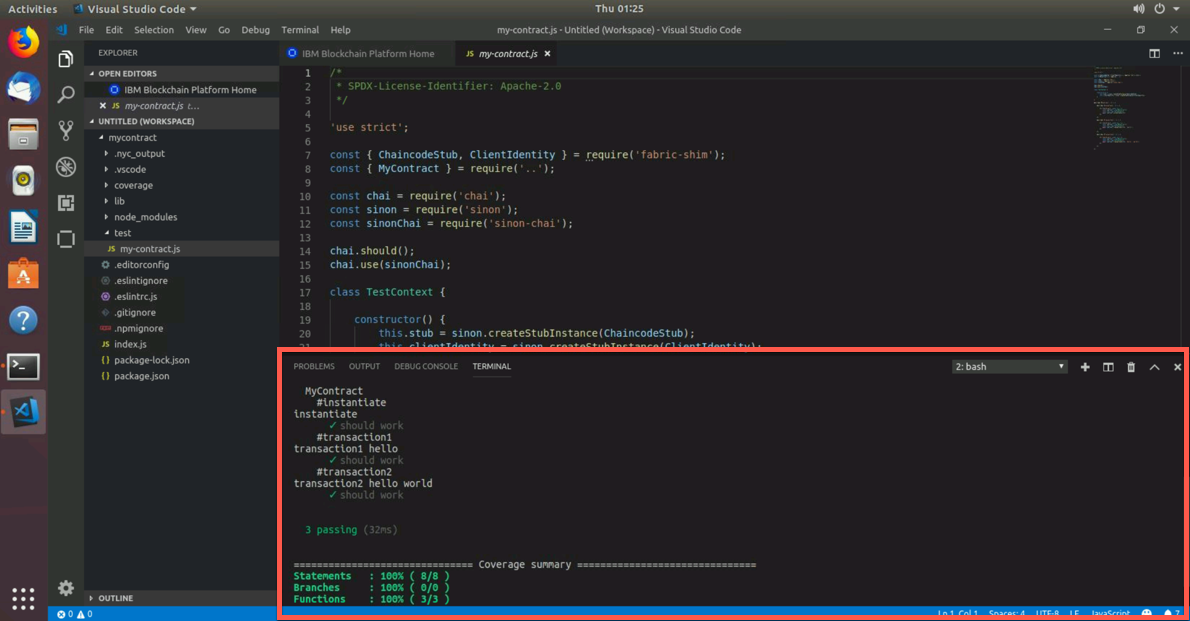 Activities
Visual Studio Code
Thu 01:25
File Edit Selection View Go Debug Terminal Help
my-contract.js - Untitled (Workspace) - Visual Studio Code
EXPLORER
OPEN EDITORS
IBM Blockchain Platform Home
JS my-contract.js t...
UNTITLED (WORKSPACE)
mycontract
.nyc_output
.vscode
coverage
lib
node_modules
test
JS my-contract.js
.editorconfig
.eslintignore
.eslintrc.js
.gitignore
.npmignore
JS index.js
{} package-lock.json
{} package.json
OUTLINE
IBM Blockchain Platform Home
JS my-contract.js
1 /*
2 * SPDX-License-Identifier: Apache-2.0
3 */
4
5 'use strict';
6
7 const { ChaincodeStub, ClientIdentity } = require('fabric-shim');
8 const { MyContract } = require('..');
9
10 const chai = require('chai');
11 const sinon = require('sinon');
12 const sinonChai = require('sinon-chai');
13
14 chai.should();
15 chai.use(sinonChai);
16
17 class TestContext {
18
19 constructor() {
20 this.stub = sinon.createStubInstance(ChaincodeStub);
21 this.clientIdentity = sinon.createStubInstance(ClientIdentity);
PROBLEMS OUTPUT DEBUG CONSOLE TERMINAL
2: bash
MyContract
#instantiate
instantiate
✓ should work
#transaction1
transaction1 hello
✓ should work
#transaction2
transaction2 hello world
✓ should work
3 passing (32ms)
=============================== Coverage summary ===============================
Statements : 100% ( 8/8 )
Branches : 100% ( 0/0 )
Functions : 100% ( 3/3 )
0 0
Ln 1, Col 1 Spaces: 4 UTF-8 LF JavaScript 7